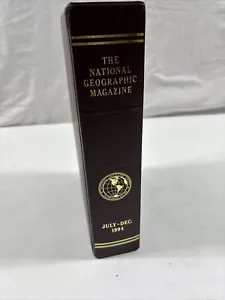 THE
NATIONAL
GEOGRAPHIC
MAGAZINE
JULY-DEC.
1994